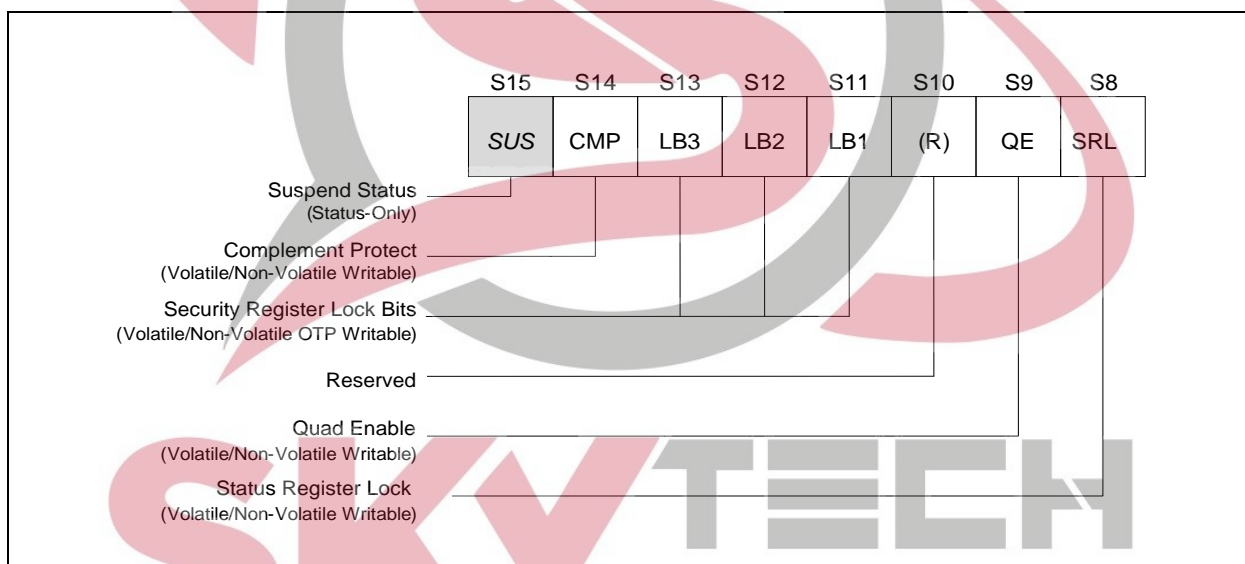 S15 S14 S13 S12 S11 S10 S9 S8
SUS CMP LB3 LB2 LB1 (R) QE SRL
Suspend Status
(Status-Only)
Complement Protect
(Volatile/Non-Volatile Writable)
Security Register Lock Bits
(Volatile/Non-Volatile OTP Writable)
Reserved
Quad Enable
(Volatile/Non-Volatile Writable)
Status Register Lock
(Volatile/Non-Volatile Writable)
SKYTECH